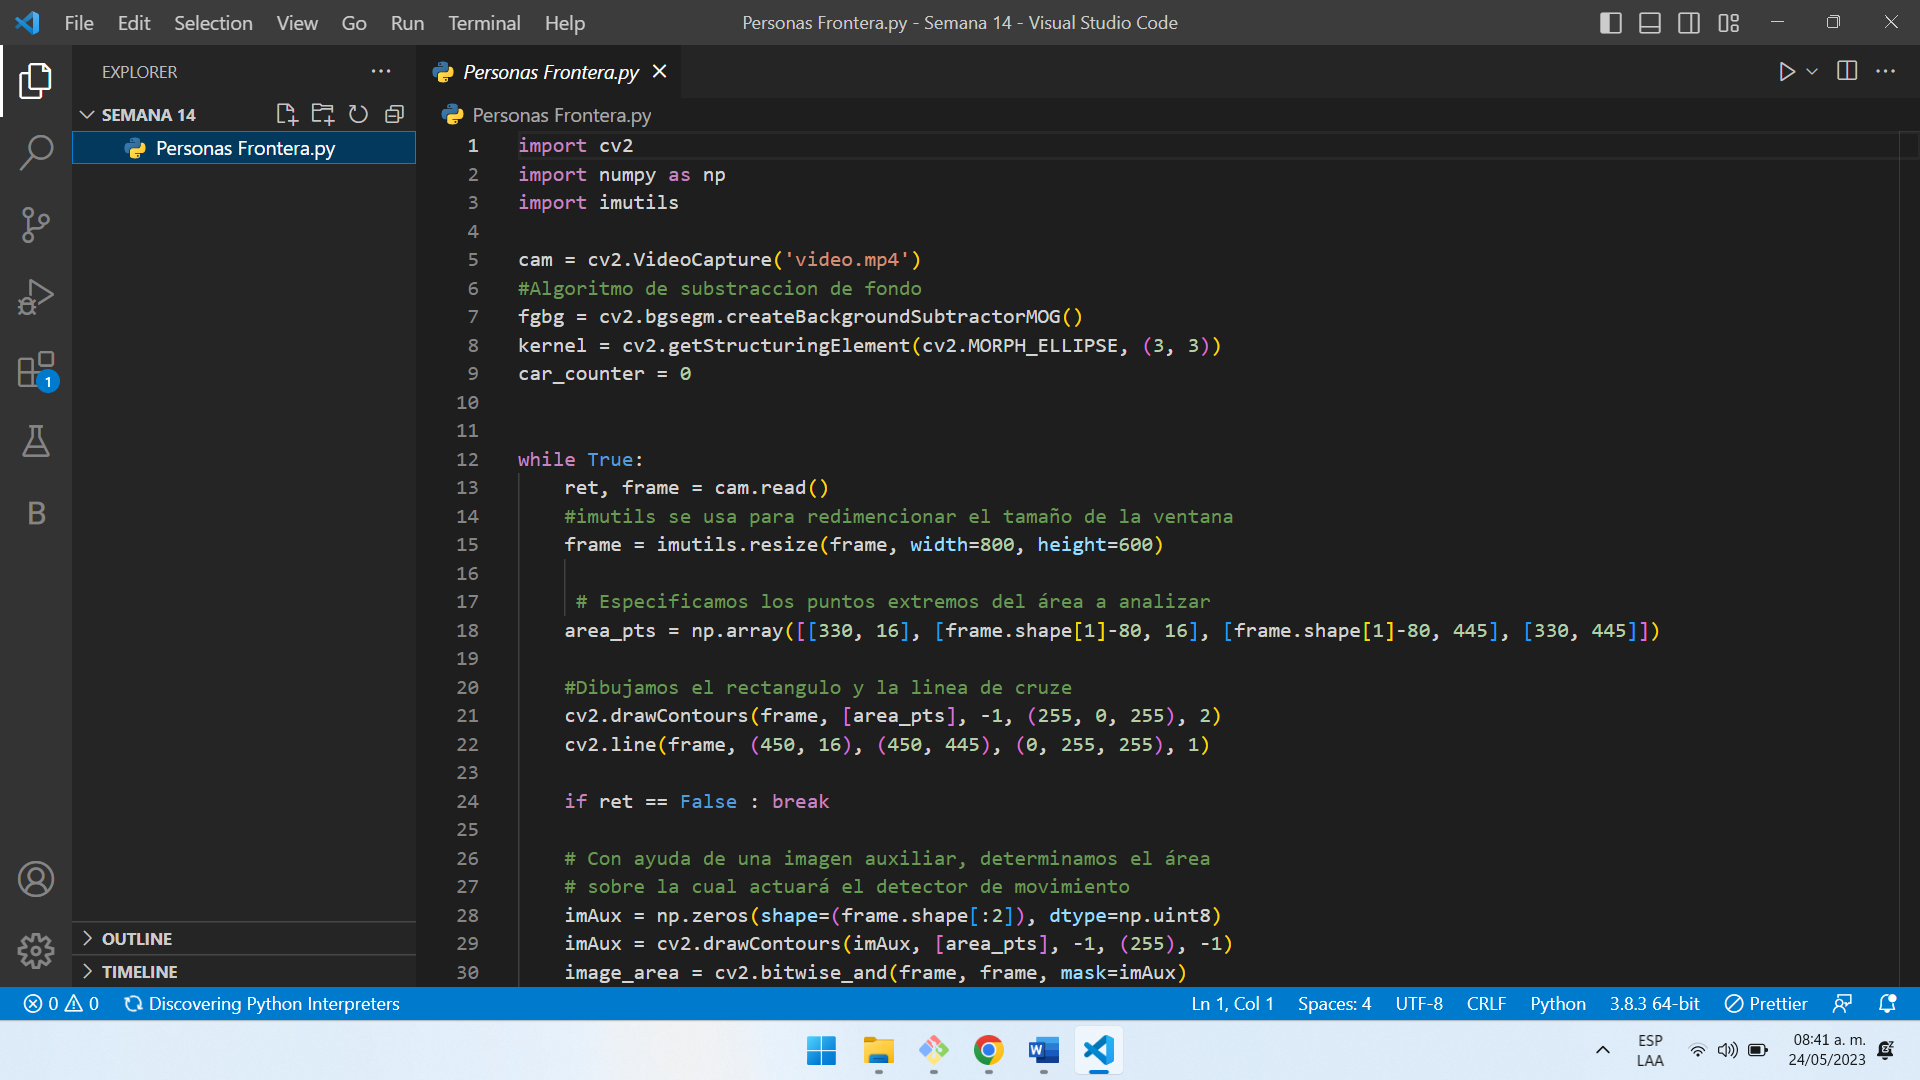 File Edit Selection View Go Run Terminal Help
Personas Frontera.py - Semana 14 - Visual Studio Code
EXPLORER
SEMANA 14
Personas Frontera.py
OUTLINE
TIMELINE
1
B
Personas Frontera.py
Personas Frontera.py
1 import cv2
2 import numpy as np
3 import imutils
4
5 cam = cv2.VideoCapture('video.mp4')
6 #Algoritmo de substraccion de fondo
7 fgbg = cv2.bgsegm.createBackgroundSubtractorMOG()
8 kernel = cv2.getStructuringElement(cv2.MORPH_ELLIPSE, (3, 3))
9 car_counter = 0
10
11
12 while True:
13     ret, frame = cam.read()
14     #imutils se usa para redimencionar el tamaño de la ventana
15     frame = imutils.resize(frame, width=800, height=600)
16
17      # Especificamos los puntos extremos del área a analizar
18     area_pts = np.array([[330, 16], [frame.shape[1]-80, 16], [frame.shape[1]-80, 445], [330, 445]])
19
20     #Dibujamos el rectangulo y la linea de cruze
21     cv2.drawContours(frame, [area_pts], -1, (255, 0, 255), 2)
22     cv2.line(frame, (450, 16), (450, 445), (0, 255, 255), 1)
23
24     if ret == False : break
25
26     # Con ayuda de una imagen auxiliar, determinamos el área
27     # sobre la cual actuará el detector de movimiento
28     imAux = np.zeros(shape=(frame.shape[:2]), dtype=np.uint8)
29     imAux = cv2.drawContours(imAux, [area_pts], -1, (255), -1)
30     image_area = cv2.bitwise_and(frame, frame, mask=imAux)
0 0 Discovering Python Interpreters
Ln 1, Col 1 Spaces: 4 UTF-8 CRLF Python 3.8.3 64-bit Prettier
W
ESP
LAA
08:41 a. m.
24/05/2023